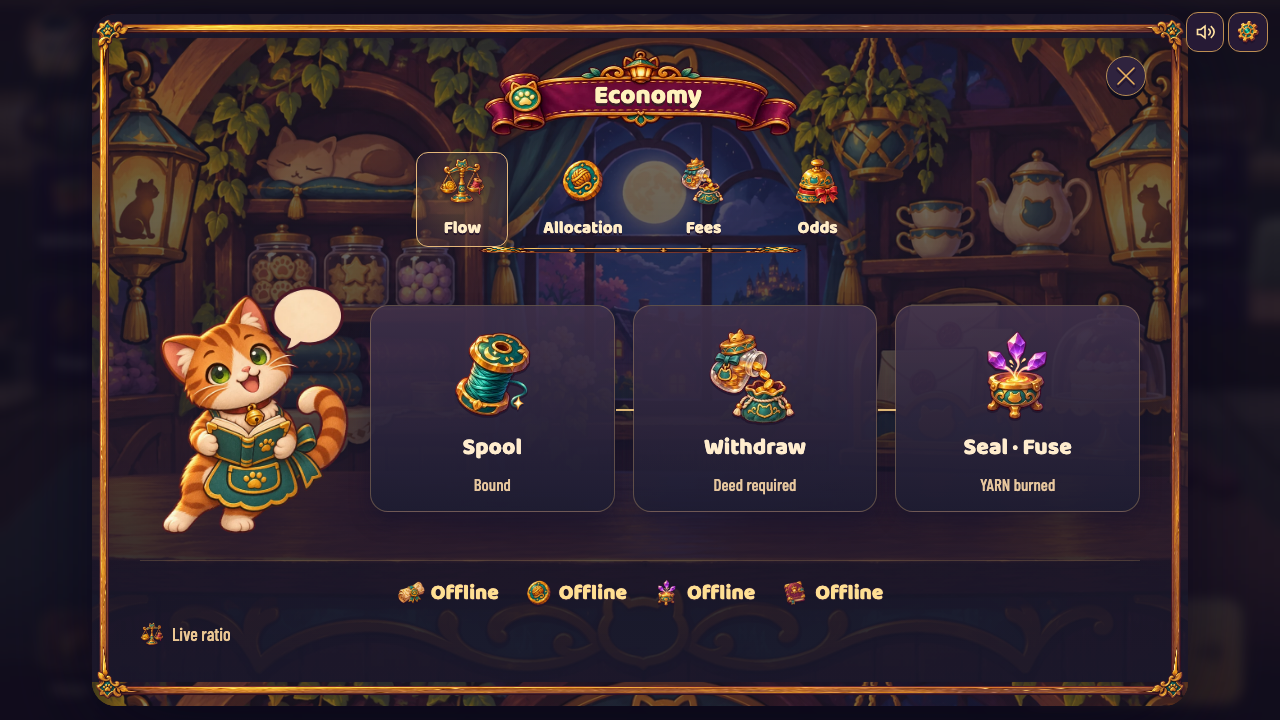 Economy
Flow
Allocation
Fees
Odds
Spool
Bound
Withdraw
Deed required
Seal · Fuse
YARN burned
Offline
Offline
Offline
Offline
Live ratio